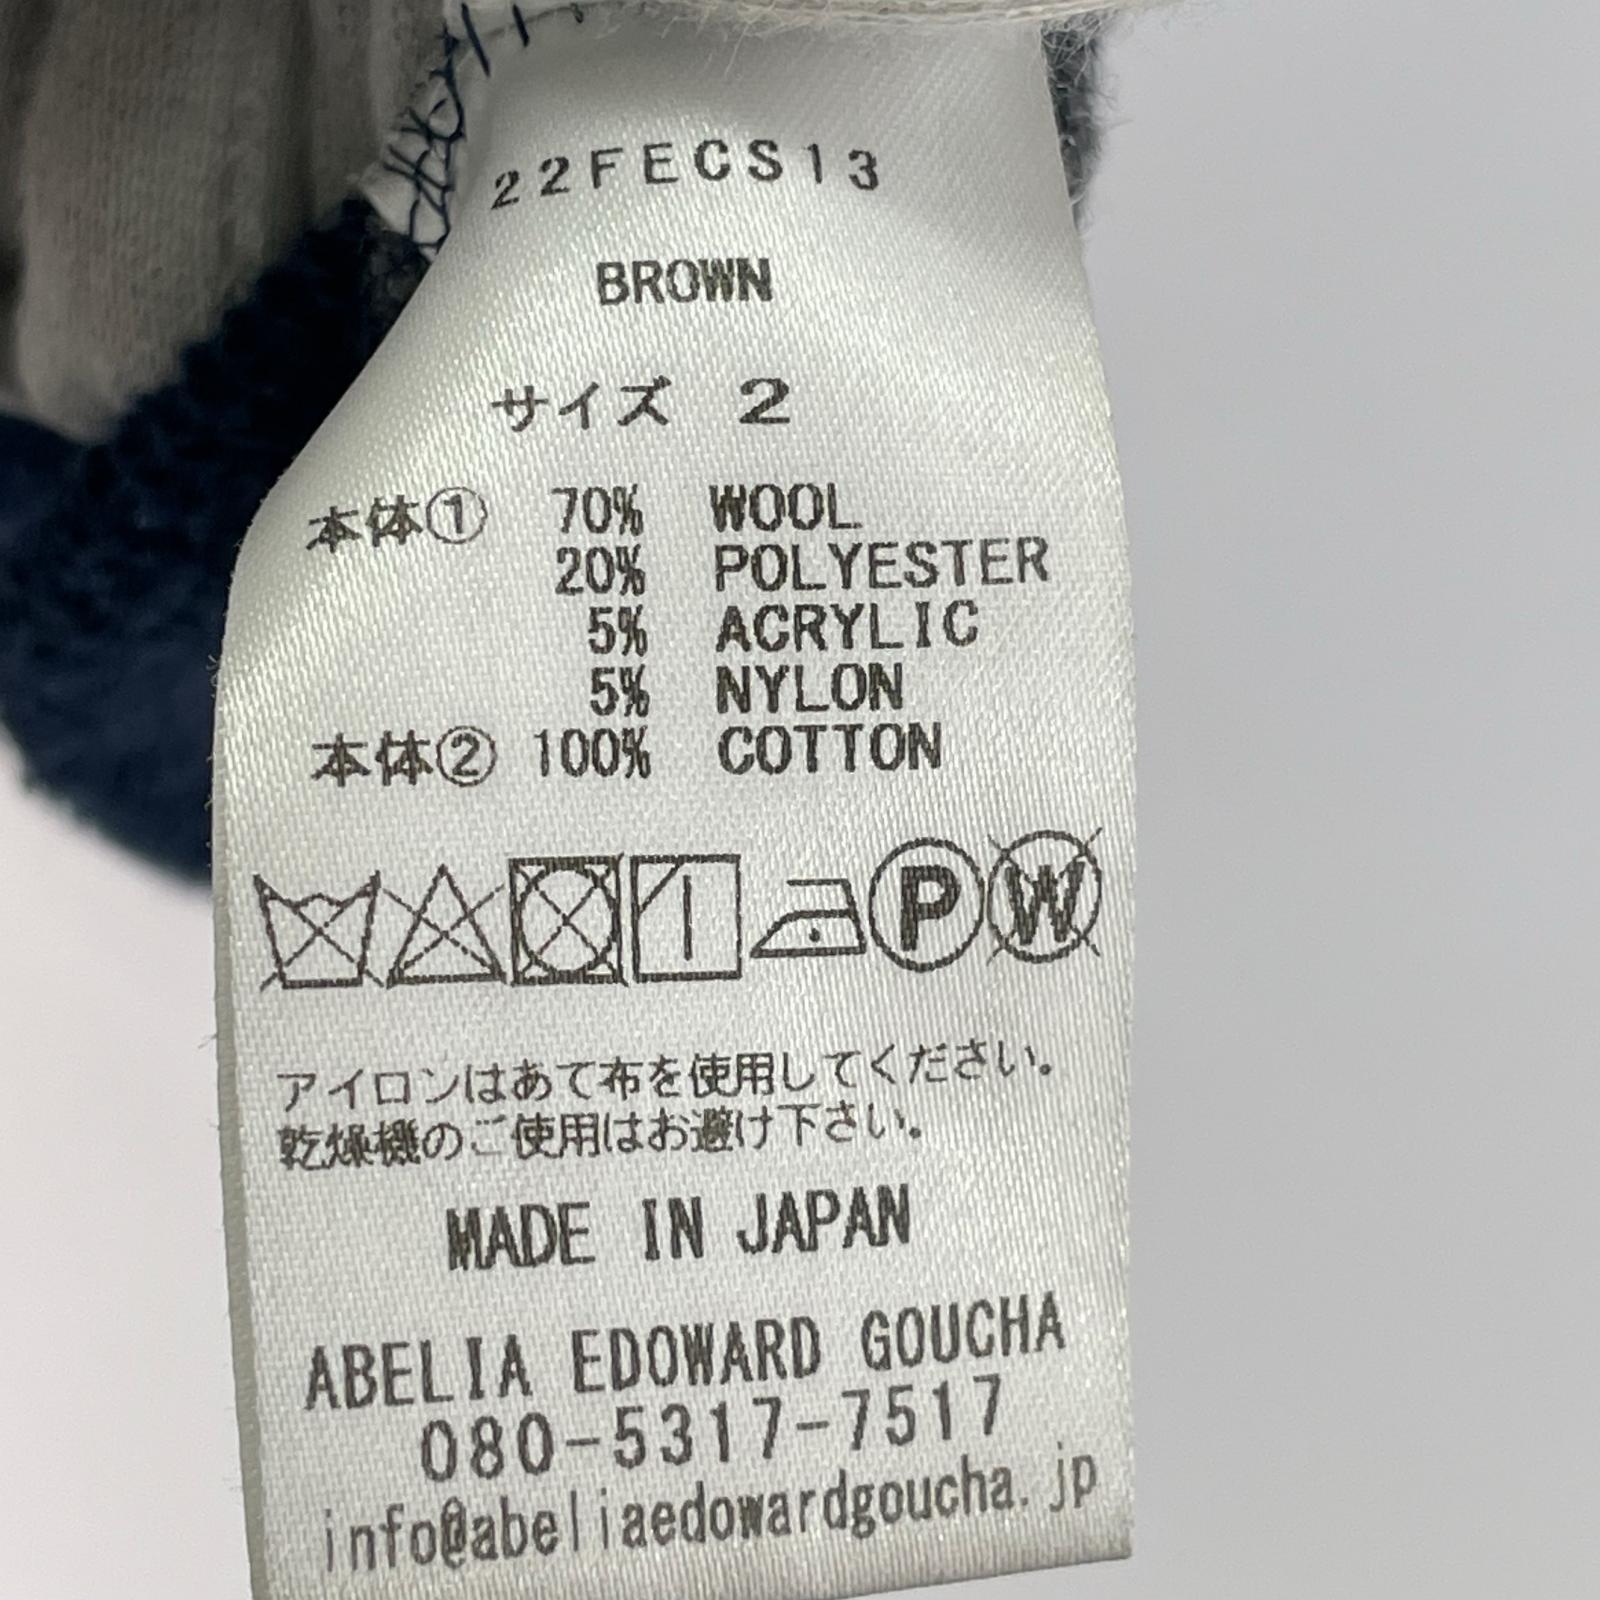 22FECS13
BROWN
サイズ 2
本体① 70% WOOL
20% POLYESTER
5% ACRYLIC
5% NYLON
本体② 100% COTTON
P W
アイロンはあて布を使用してください。
乾燥機のご使用はお避け下さい。
MADE IN JAPAN
ABELIA EDOWARD GOUCHA
080-5317-7517
info@abeliaedowardgoucha.jp